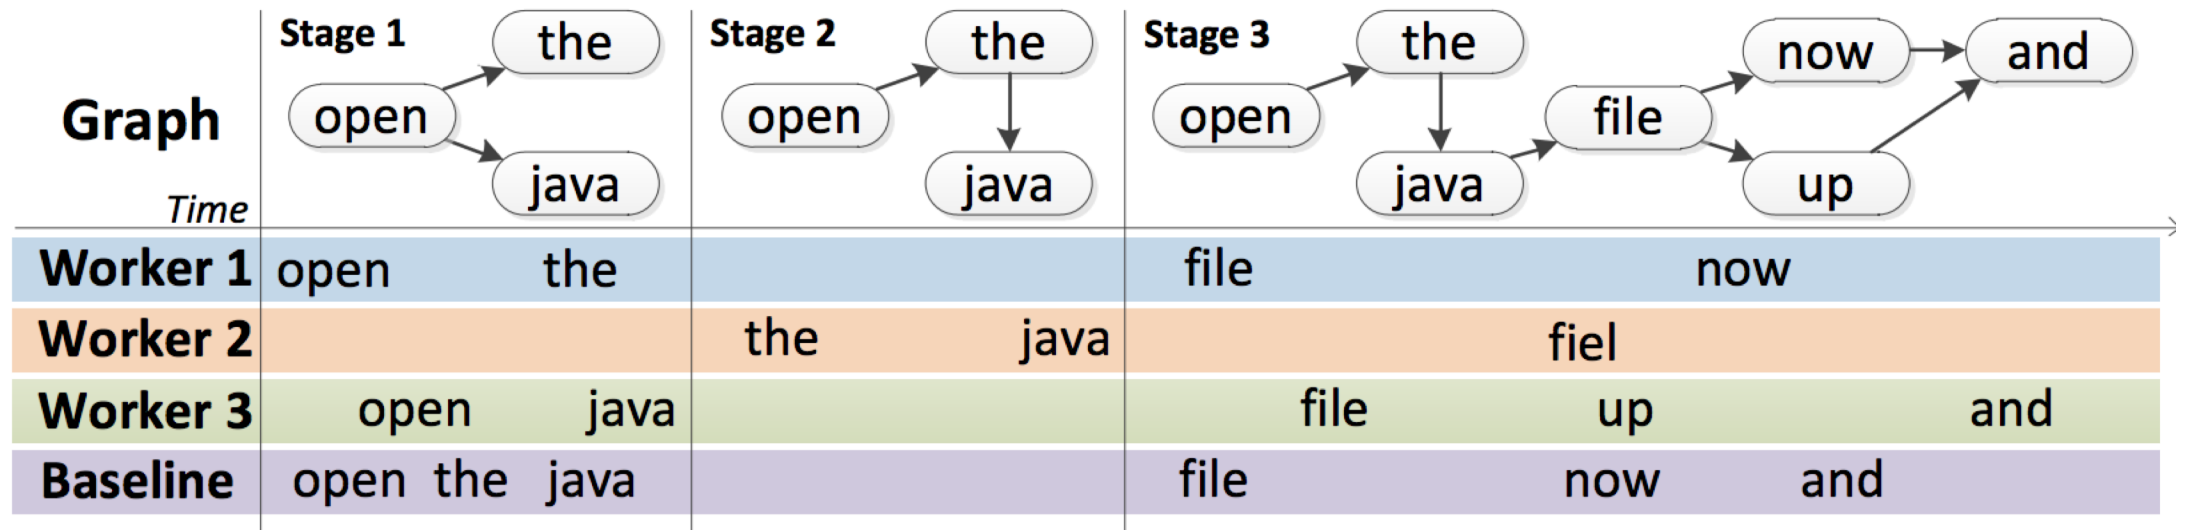 Stage 1 the Stage 2 the Stage 3 the now and
Graph open open open file
java java java up
Time
Worker 1 open the file now
Worker 2 the java fiel
Worker 3 open java file up and
Baseline open the java file now and